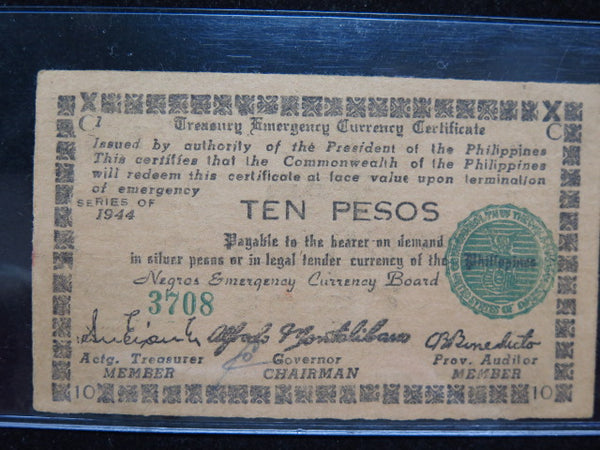 X X
C1 Treasury Emergency Currency Certificate C
Issued by authority of the President of the Philippines
This certifies that the Commonwealth of the Philippines
will redeem this certificate at face value upon termination
of emergency
SERIES OF
1944
TEN PESOS
Payable to the bearer on demand
in silver pesos or in legal tender currency of the Philippines
Negros Emergency Currency Board
3708
Alfredo Montelibano
Actg. Treasurer Governor Prov. Auditor
MEMBER CHAIRMAN MEMBER
10 10